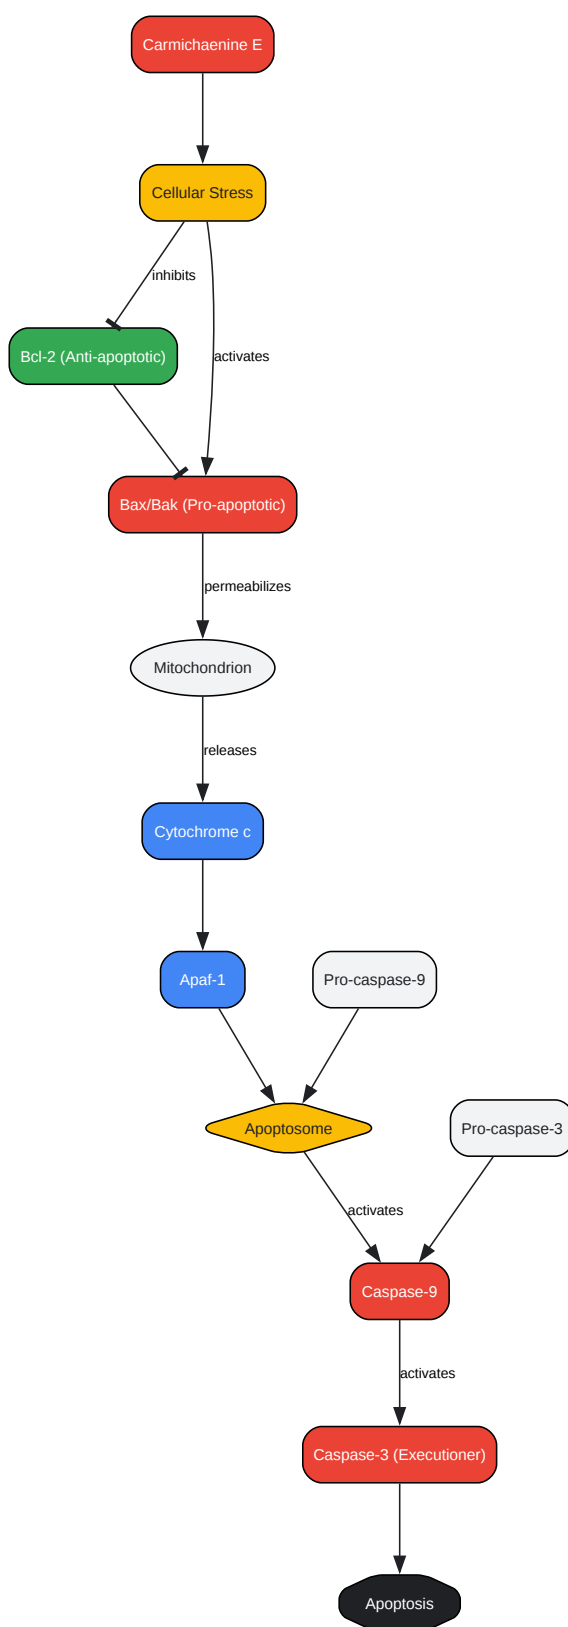 Carmichaenine E
Cellular Stress
inhibits
Bcl-2 (Anti-apoptotic)
activates
Bax/Bak (Pro-apoptotic)
permeabilizes
Mitochondrion
releases
Cytochrome c
Apaf-1
Pro-caspase-9
Apoptosome
Pro-caspase-3
activates
Caspase-9
activates
Caspase-3 (Executioner)
Apoptosis